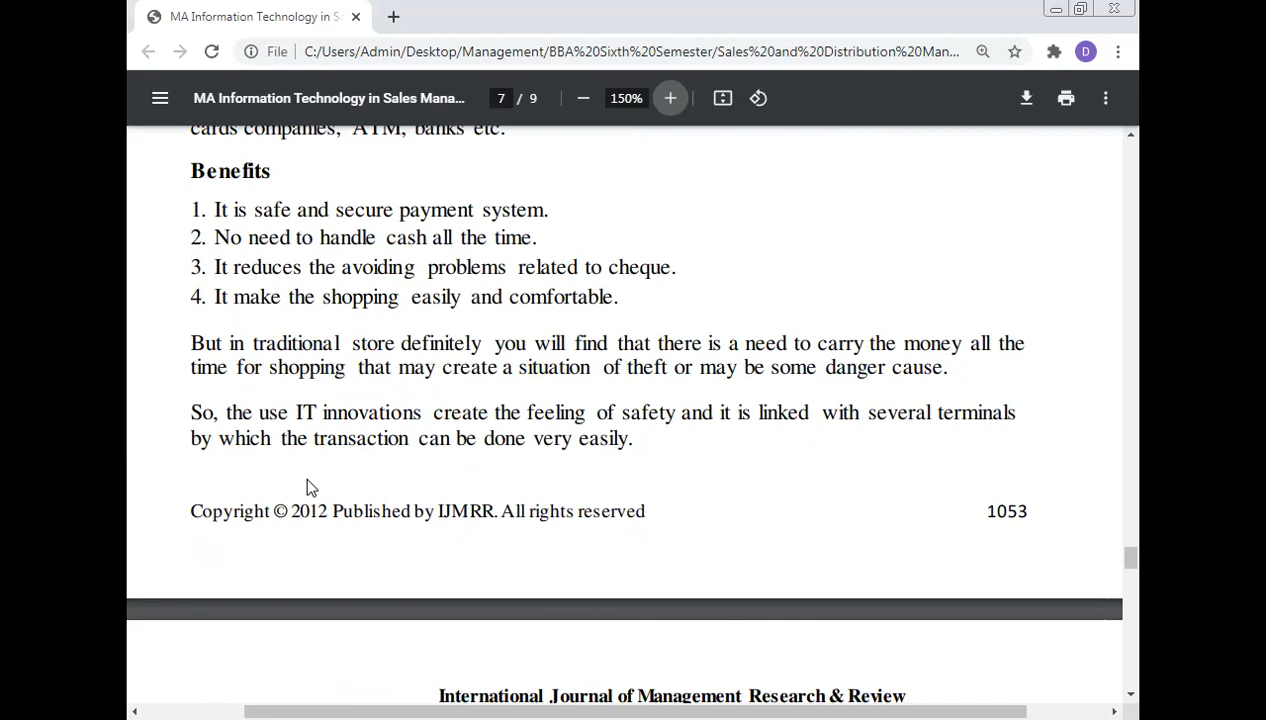 MA Information Technology in S
File C:/Users/Admin/Desktop/Management/BBA%20Sixth%20Semester/Sales%20and%20Distribution%20Man...
D
MA Information Technology in Sales Mana... 7 / 9 150%
cards companies, ATM, banks etc.
Benefits
1. It is safe and secure payment system.
2. No need to handle cash all the time.
3. It reduces the avoiding problems related to cheque.
4. It make the shopping easily and comfortable.
But in traditional store definitely you will find that there is a need to carry the money all the
time for shopping that may create a situation of theft or may be some danger cause.
So, the use IT innovations create the feeling of safety and it is linked with several terminals
by which the transaction can be done very easily.
Copyright © 2012 Published by IJMRR. All rights reserved 1053
International Journal of Management Research & Review